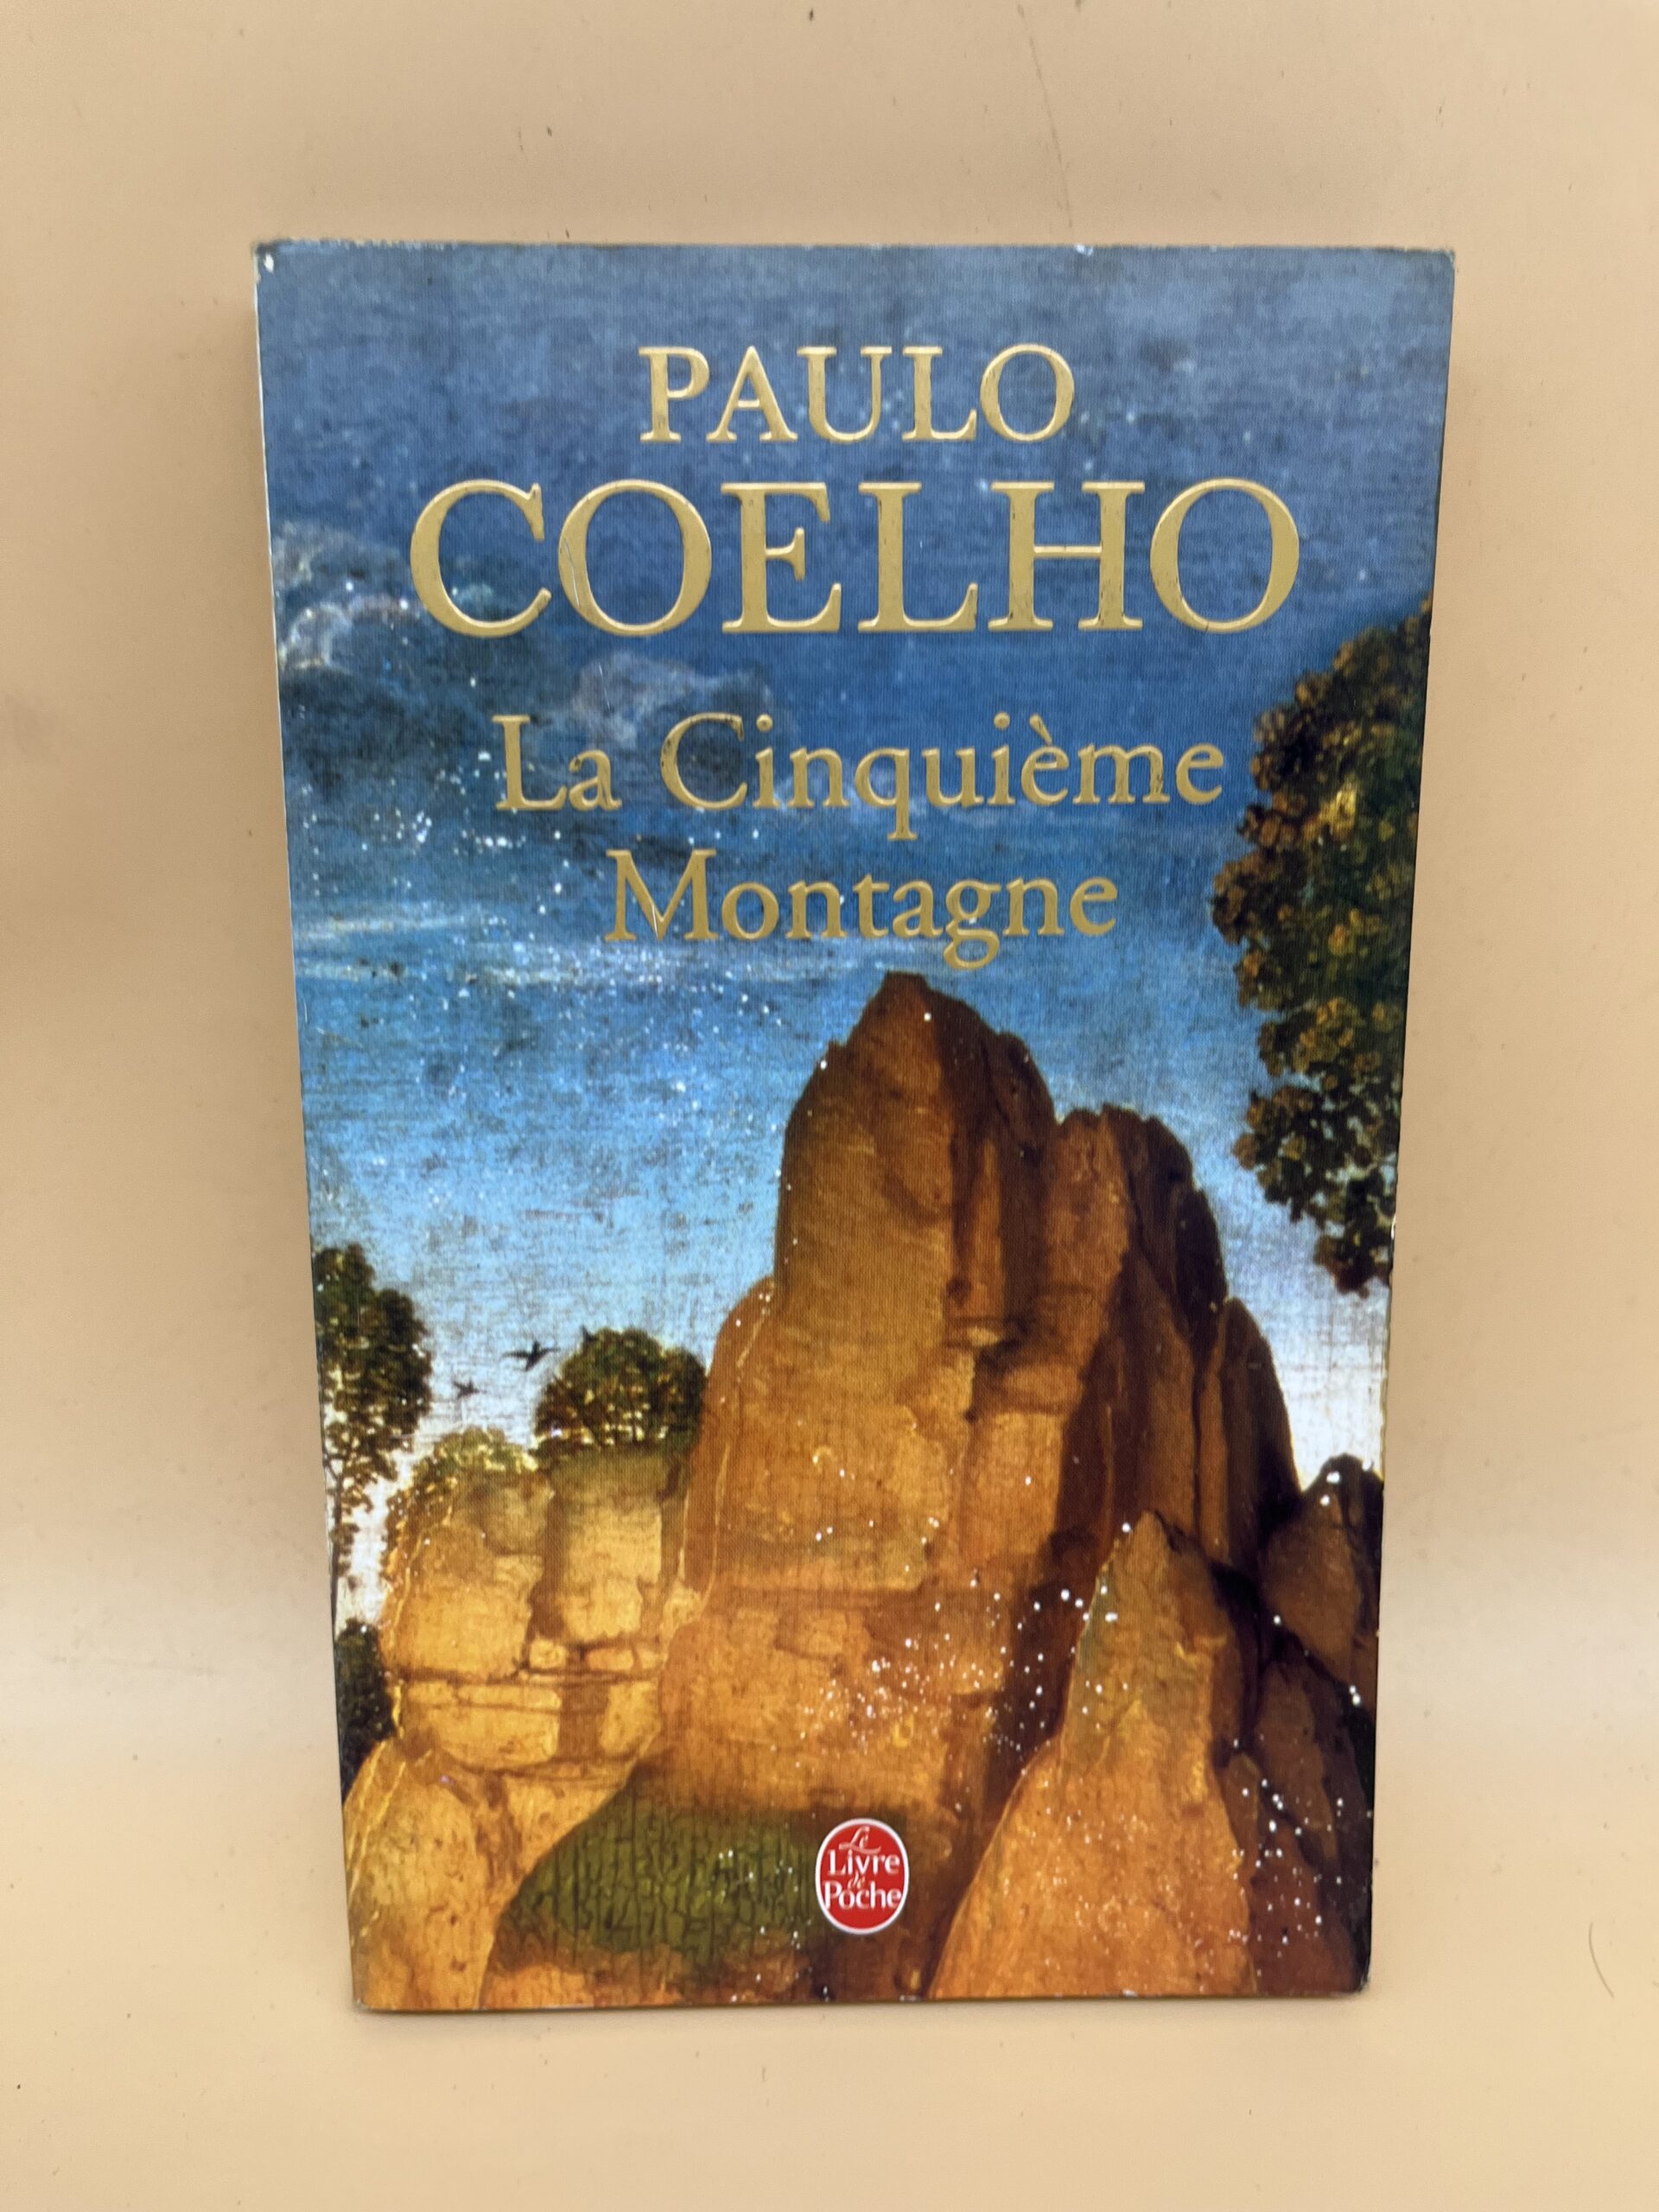 PAULO
COELHO
La Cinquième
Montagne
Le
Livre
de
Poche